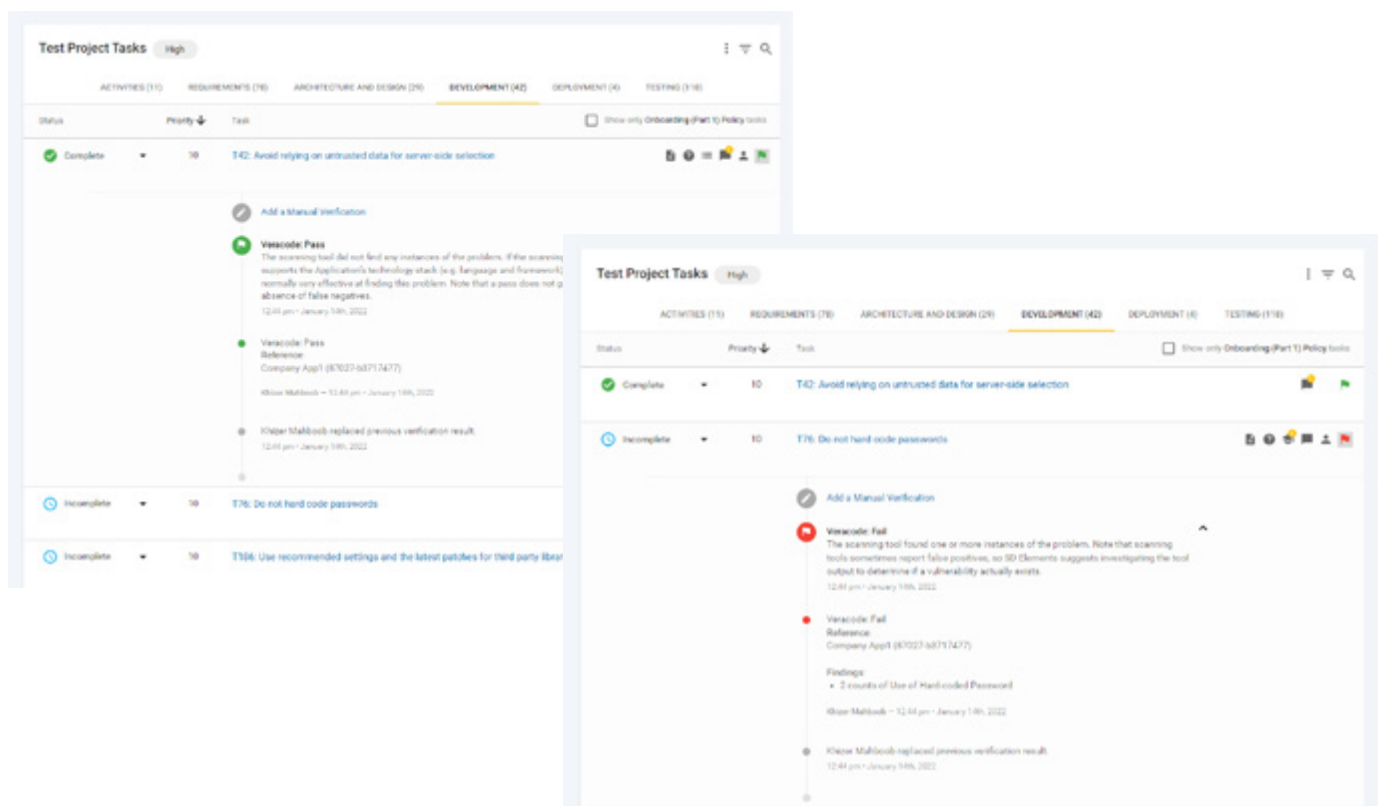 Test Project Tasks High
ACTIVITIES (11) REQUIREMENTS (78) ARCHITECTURE AND DESIGN (29) DEVELOPMENT (42) DEPLOYMENT (4) TESTING (118)
Status Priority Task Show only Onboarding (Part 1) Policy tasks
Complete 10 T42: Avoid relying on untrusted data for server-side selection
Add a Manual Verification
Veracode: Pass
The scanning tool did not find any instances of the problem. If the scanning
supports the Application's technology stack (e.g. language and framework)
normally very effective at finding this problem. Note that a pass does not g
absence of false negatives.
12:44 pm • January 14th, 2022
Veracode: Pass
Reference:
Company App1 (87027-b8717477)
Khizer Mahboob – 12:44 pm • January 14th, 2022
Khizer Mahboob replaced previous verification result.
12:44 pm • January 14th, 2022
Incomplete 10 T76: Do not hard code passwords
Incomplete 10 T186: Use recommended settings and the latest patches for third party librar
Test Project Tasks High
ACTIVITIES (11) REQUIREMENTS (78) ARCHITECTURE AND DESIGN (29) DEVELOPMENT (42) DEPLOYMENT (4) TESTING (118)
Status Priority Task Show only Onboarding (Part 1) Policy tasks
Complete 10 T42: Avoid relying on untrusted data for server-side selection
Incomplete 10 T76: Do not hard code passwords
Add a Manual Verification
Veracode: Fail
The scanning tool found one or more instances of the problem. Note that scanning
tools sometimes report false positives, so SD Elements suggests investigating the tool
output to determine if a vulnerability actually exists.
12:44 pm • January 14th, 2022
Veracode: Fail
Reference:
Company App1 (87027-b8717477)
Findings:
• 2 counts of Use of Hard-coded Password
Khizer Mahboob – 12:44 pm • January 14th, 2022
Khizer Mahboob replaced previous verification result.
12:44 pm • January 14th, 2022